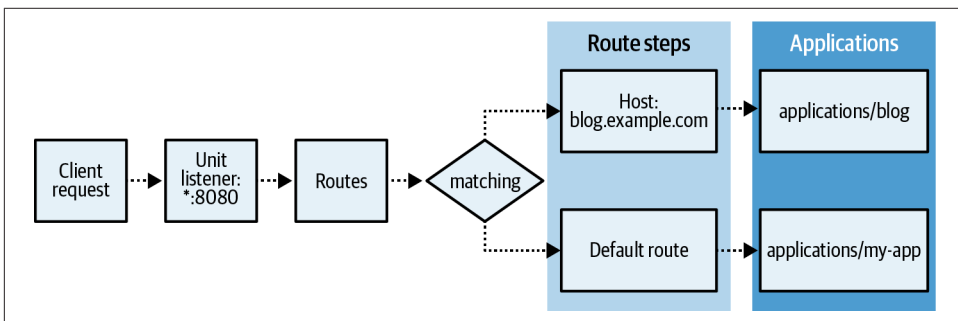 Route steps
Applications
Client
request
Unit
listener:
*:8080
Routes
matching
Host:
blog.example.com
applications/blog
Default route
applications/my-app